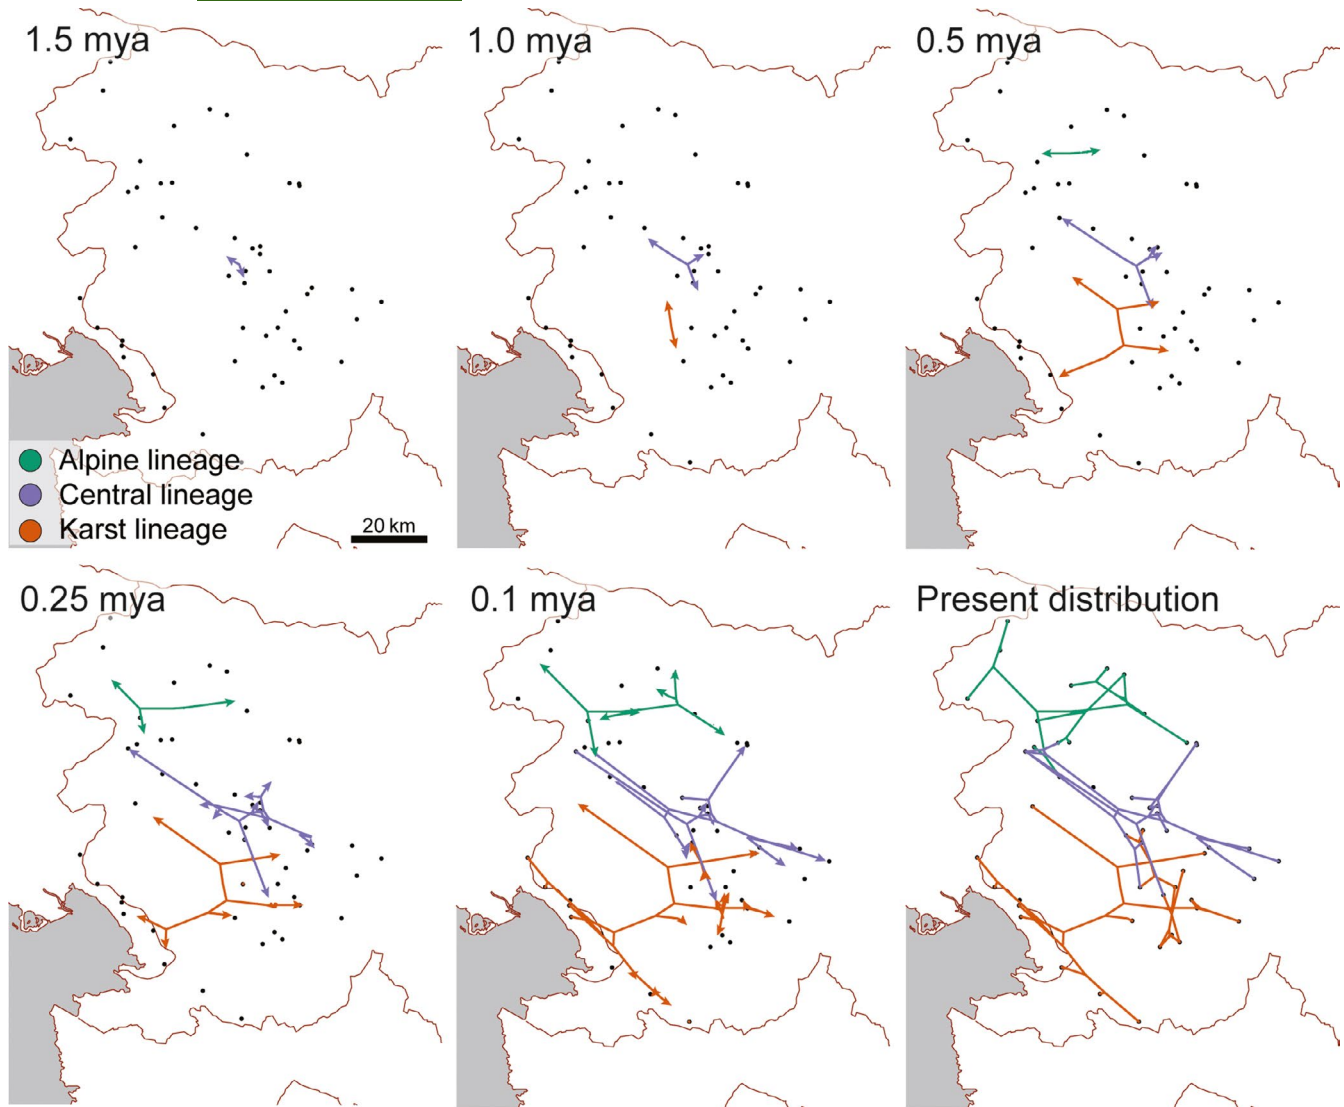 1.5 mya
1.0 mya
0.5 mya
Alpine lineage
Central lineage
Karst lineage
20 km
0.25 mya
0.1 mya
Present distribution